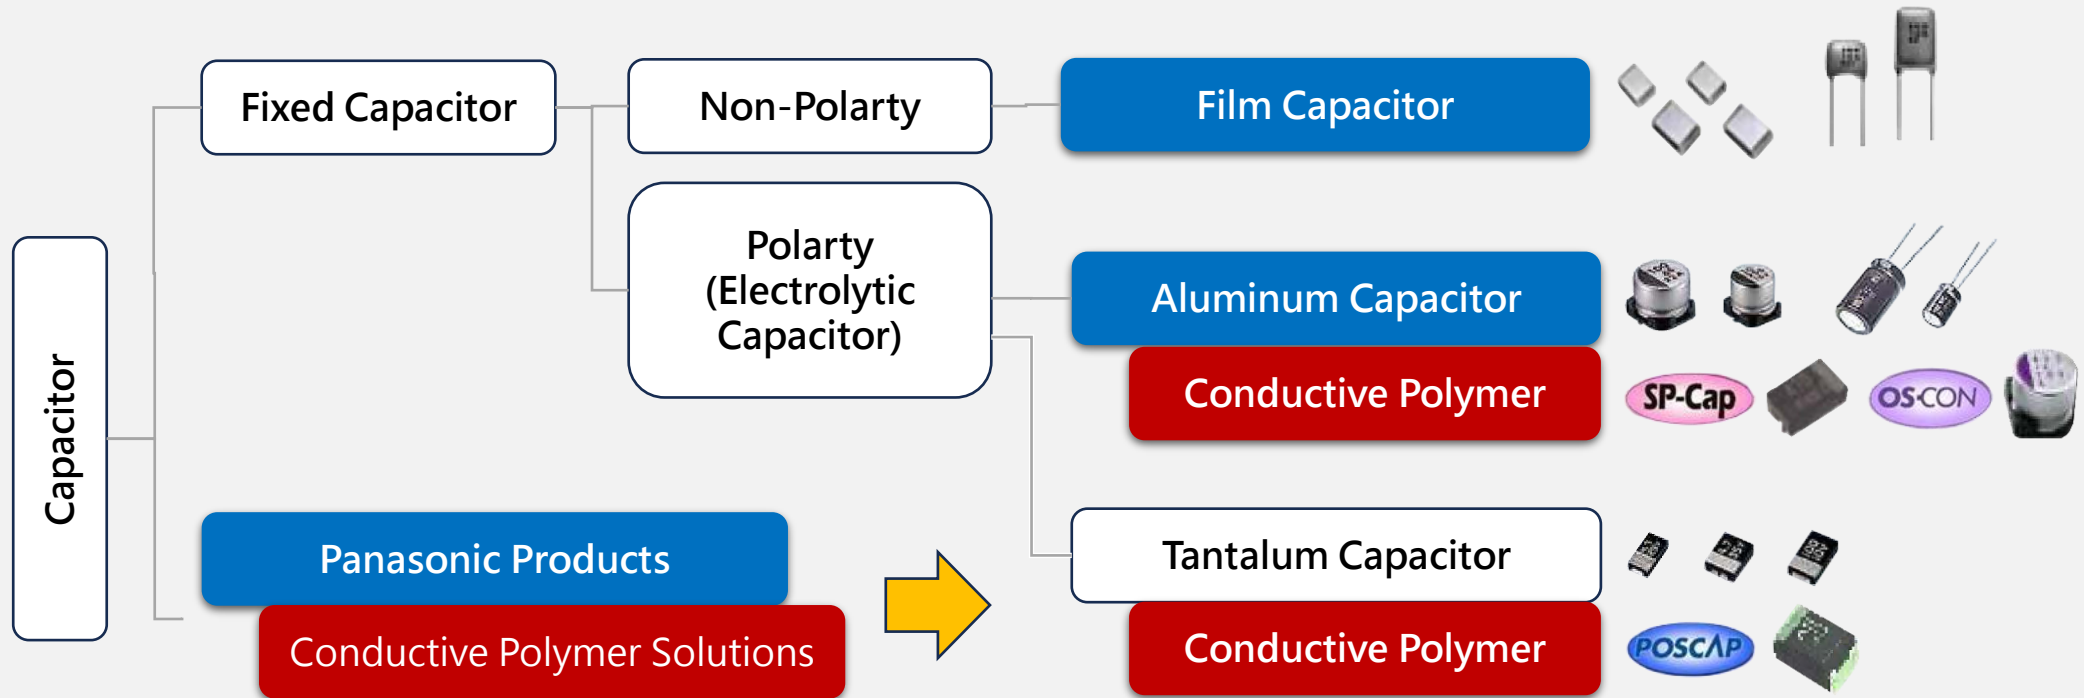 Capacitor
Fixed Capacitor
Non-Polarty
Film Capacitor
Polarty
(Electrolytic
Capacitor)
Aluminum Capacitor
Conductive Polymer
SP-Cap
OS-CON
Panasonic Products
Conductive Polymer Solutions
Tantalum Capacitor
Conductive Polymer
POSCAP